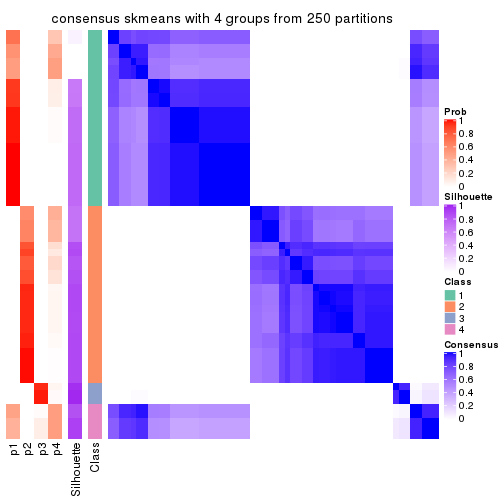 consensus skmeans with 4 groups from 250 partitions
Prob
1
0.8
0.6
0.4
0.2
0
Silhouette
1
0.8
0.6
0.4
0.2
0
Class
1
2
3
4
Consensus
1
0.8
0.6
0.4
0.2
0
p1
p2
p3
p4
Silhouette
Class